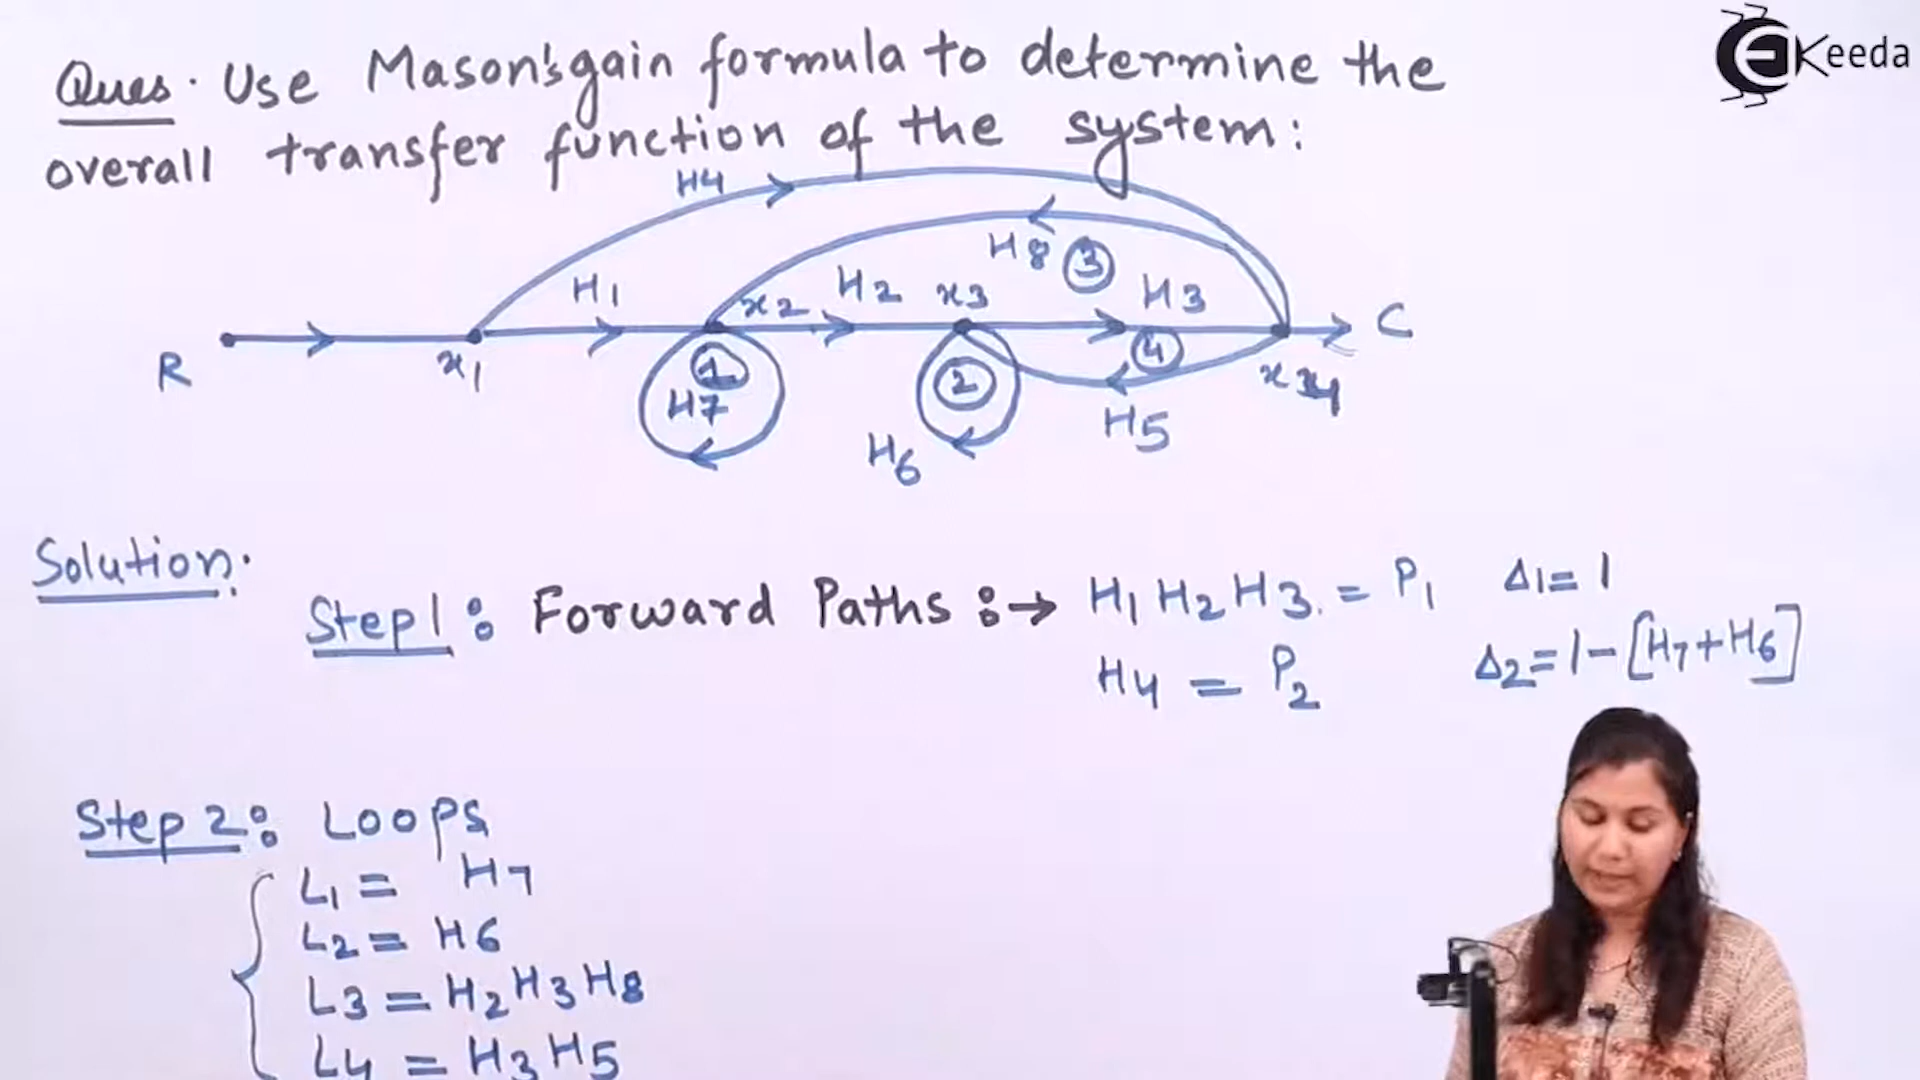 Ques. Use Mason's gain formula to determine the
overall transfer function of the system:
EKeeda
H4
H8 3
H1
x2
H2
x3
H3
C
R
x1
1
H7
2
4
x4
H5
H6
Solution:
Step 1: Forward Paths :→ H1 H2 H3. = P1 Δ1 = 1
H4 = P2 Δ2 = 1 - [H7 + H6]
Step 2: Loops
L1 = H7
L2 = H6
L3 = H2 H3 H8
L4 = H3 H5